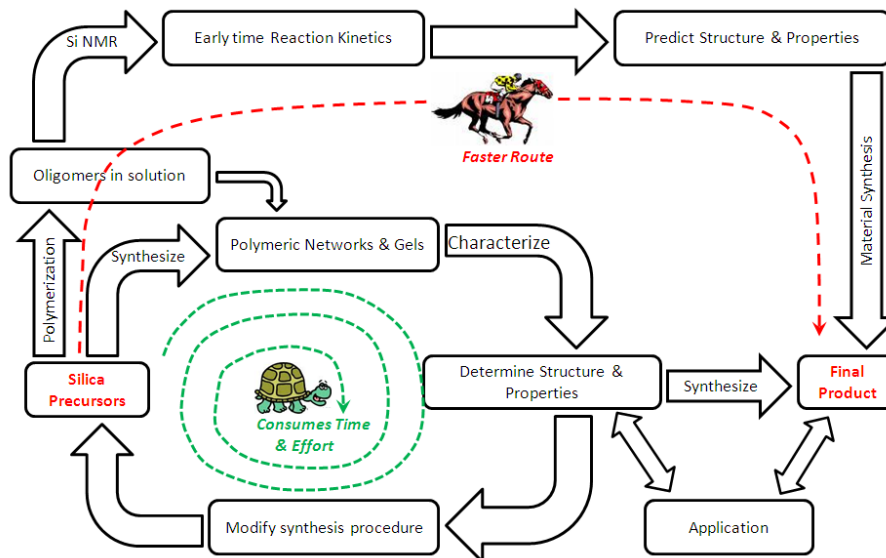 Si NMR
Early time Reaction Kinetics
Predict Structure & Properties
Faster Route
Oligomers in solution
Material Synthesis
Polymerization
Synthesize
Polymeric Networks & Gels
Characterize
Silica
Precursors
Determine Structure &
Properties
Synthesize
Final
Product
Consumes Time
& Effort
Modify synthesis procedure
Application